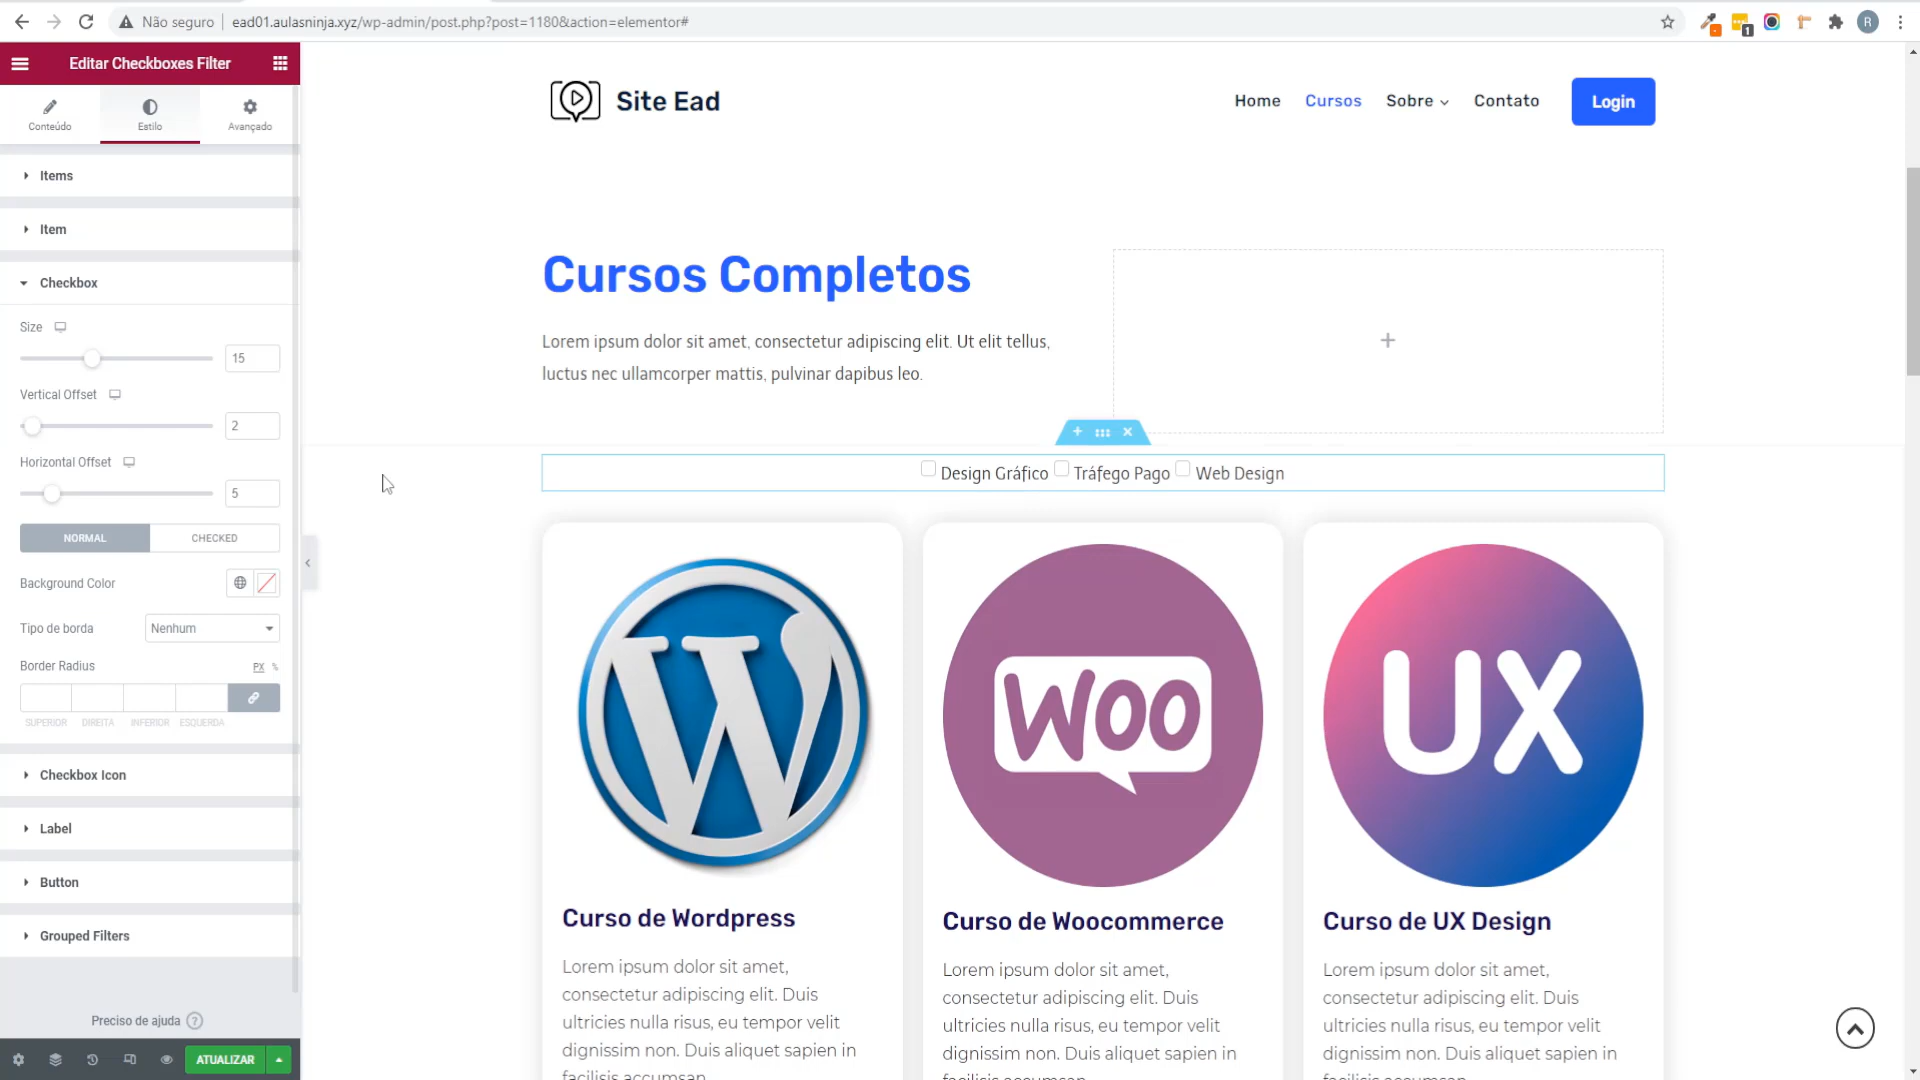 Não seguro
ead01.aulasninja.xyz/wp-admin/post.php?post=1180&action=elementor#
1
R
Editar Checkboxes Filter
Conteúdo
Estilo
Avançado
Items
Item
Checkbox
Size
15
Vertical Offset
2
Horizontal Offset
5
NORMAL
CHECKED
Background Color
Tipo de borda
Nenhum
Border Radius
PX %
SUPERIOR DIREITA INFERIOR ESQUERDA
Checkbox Icon
Label
Button
Grouped Filters
Preciso de ajuda ?
ATUALIZAR
Site Ead
Home
Cursos
Sobre
Contato
Login
Cursos Completos
Lorem ipsum dolor sit amet, consectetur adipiscing elit. Ut elit tellus,
luctus nec ullamcorper mattis, pulvinar dapibus leo.
Design Gráfico
Tráfego Pago
Web Design
W
Curso de Wordpress
Lorem ipsum dolor sit amet,
consectetur adipiscing elit. Duis
ultricies nulla risus, eu tempor velit
dignissim non. Duis aliquet sapien in
facilisis accumsan.
Woo
Curso de Woocommerce
Lorem ipsum dolor sit amet,
consectetur adipiscing elit. Duis
ultricies nulla risus, eu tempor velit
dignissim non. Duis aliquet sapien in
facilisis accumsan.
UX
Curso de UX Design
Lorem ipsum dolor sit amet,
consectetur adipiscing elit. Duis
ultricies nulla risus, eu tempor velit
dignissim non. Duis aliquet sapien in
facilisis accumsan.